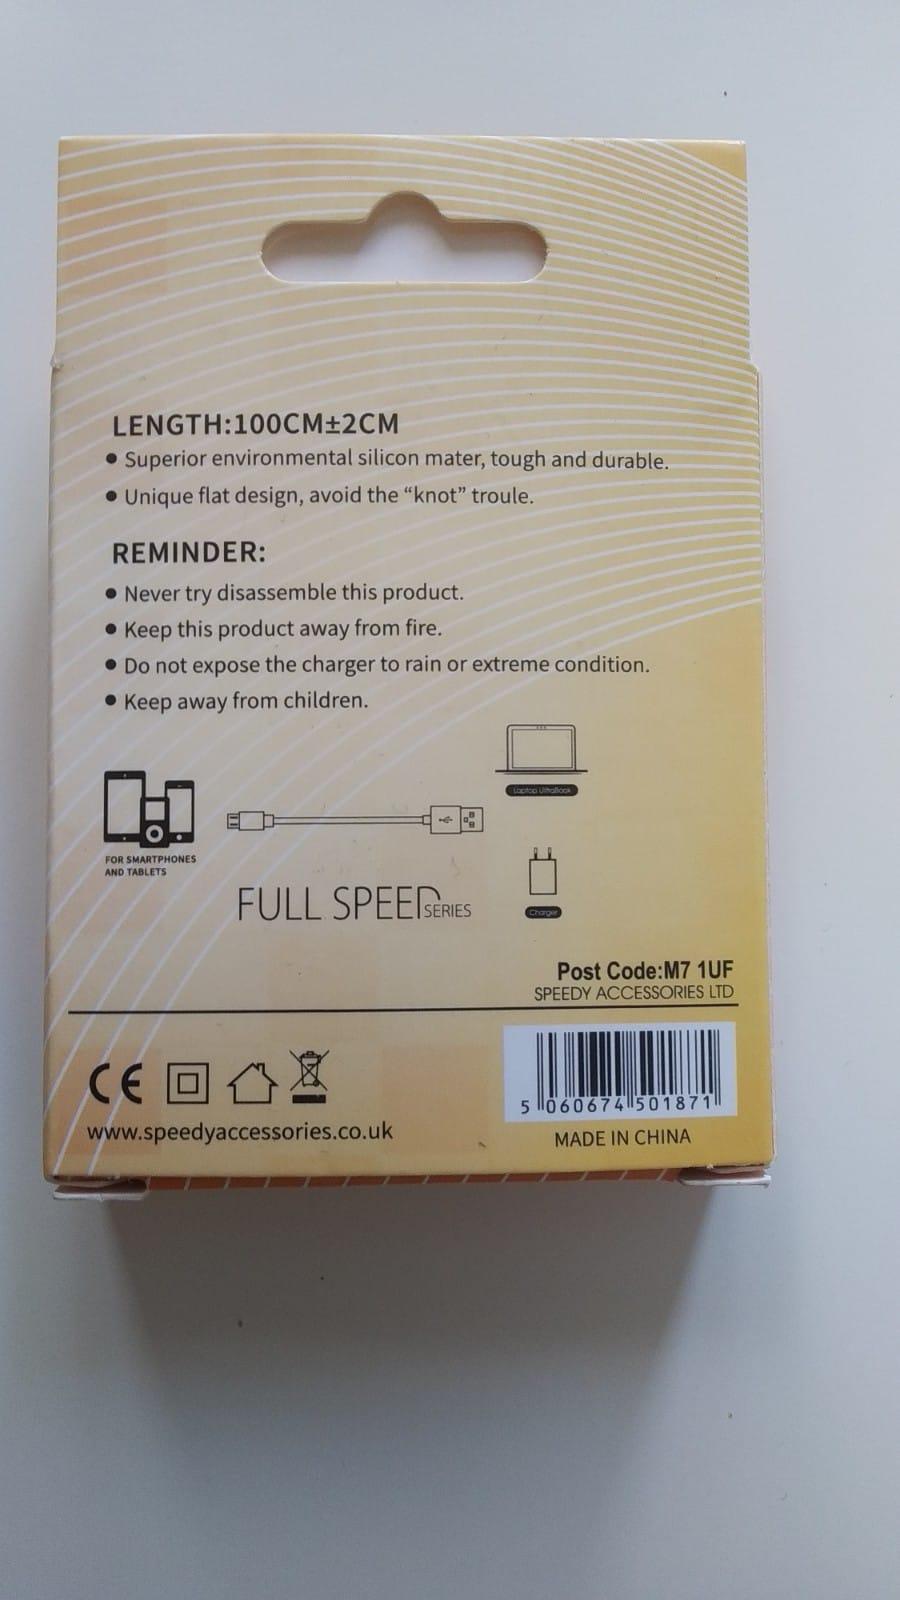 LENGTH:100CM±2CM
● Superior environmental silicon mater, tough and durable.
● Unique flat design, avoid the “knot” troule.
REMINDER:
● Never try disassemble this product.
● Keep this product away from fire.
● Do not expose the charger to rain or extreme condition.
● Keep away from children.
Laptop UltraBook
FOR SMARTPHONES
AND TABLETS
FULL SPEED SERIES
Charger
Post Code:M7 1UF
SPEEDY ACCESSORIES LTD
CE
5 060674 501871
www.speedyaccessories.co.uk
MADE IN CHINA